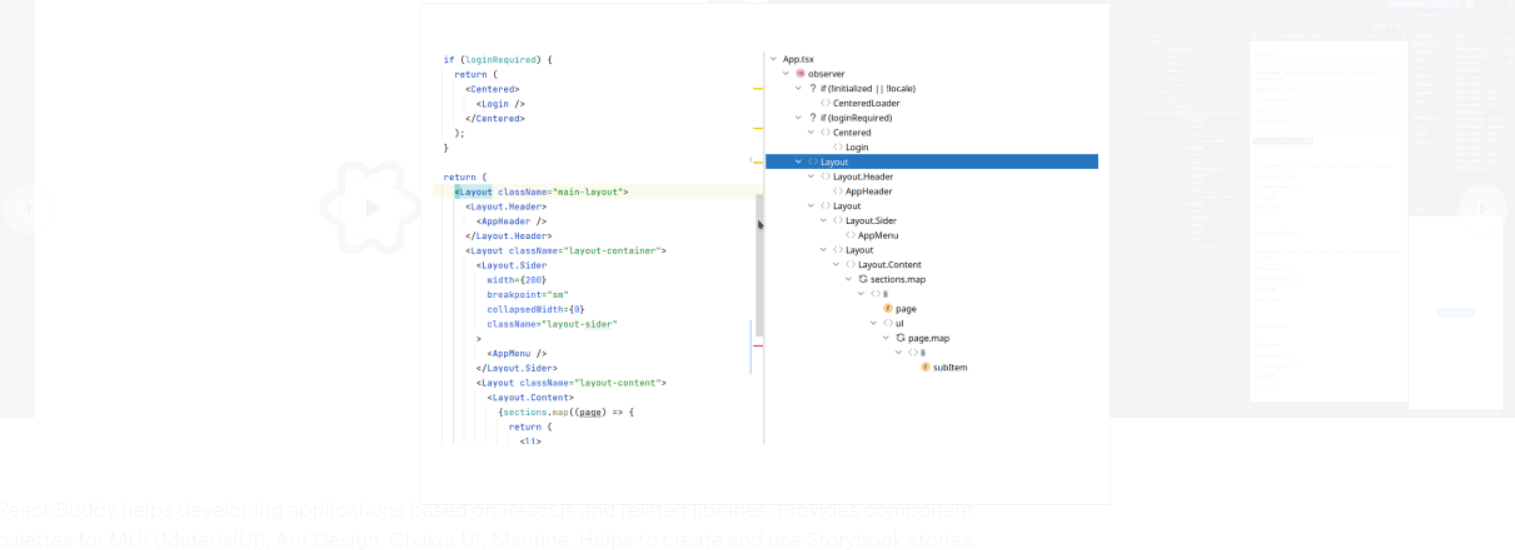 if (loginRequired) {
return (
<Centered>
<Login />
</Centered>
);
}
return (
<Layout className="main-layout">
<Layout.Header>
<AppHeader />
</Layout.Header>
<Layout className="layout-container">
<Layout.Sider
width={280}
breakpoint="sm"
collapsedWidth={0}
className="layout-sider"
>
<AppMenu />
</Layout.Sider>
<Layout className="layout-content">
<Layout.Content>
{sections.map((page) => {
return (
<li>
App.tsx
observer
if (!initialized || !locale)
CenteredLoader
if (loginRequired)
Centered
Login
Layout
Layout.Header
AppHeader
Layout
Layout.Sider
AppMenu
Layout
Layout.Content
sections.map
li
page
ul
page.map
li
subItem
React Buddy helps developing applications based on React.js and related libraries. Provides component
palettes for MUI (MaterialUI), Ant Design, Chakra UI, Mantine. Helps to create and use Storybook stories.